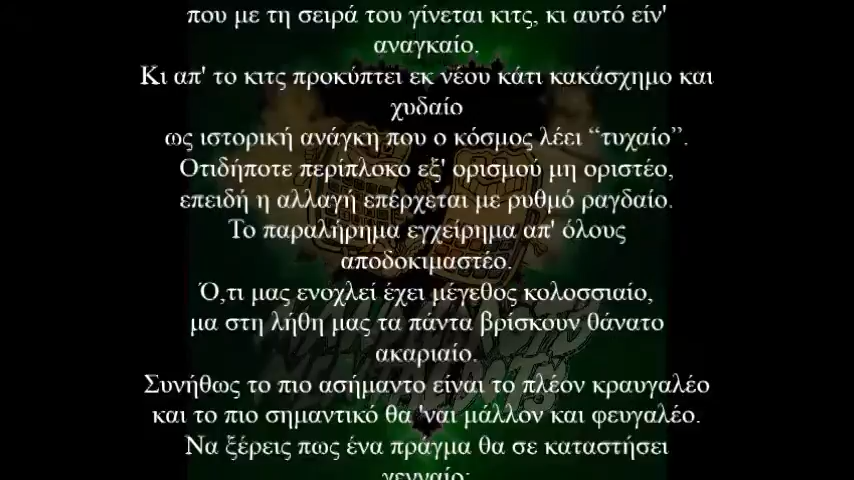 που με τη σειρά του γίνεται κιτς, κι αυτό είν'
αναγκαίο.
Κι απ' το κιτς προκύπτει εκ νέου κάτι κακάσχημο και
χυδαίο
ως ιστορική ανάγκη που ο κόσμος λέει “τυχαίο”.
Οτιδήποτε περίπλοκο εξ' ορισμού μη οριστέο,
επειδή η αλλαγή επέρχεται με ρυθμό ραγδαίο.
Το παραλήρημα εγχείρημα απ' όλους
αποδοκιμαστέο.
Ό,τι μας ενοχλεί έχει μέγεθος κολοσσιαίο,
μα στη λήθη μας τα πάντα βρίσκουν θάνατο
ακαριαίο.
Συνήθως το πιο ασήμαντο είναι το πλέον κραυγαλέο
και το πιο σημαντικό θα 'ναι μάλλον και φευγαλέο.
Να ξέρεις πως ένα πράγμα θα σε καταστήσει
γενναίο: